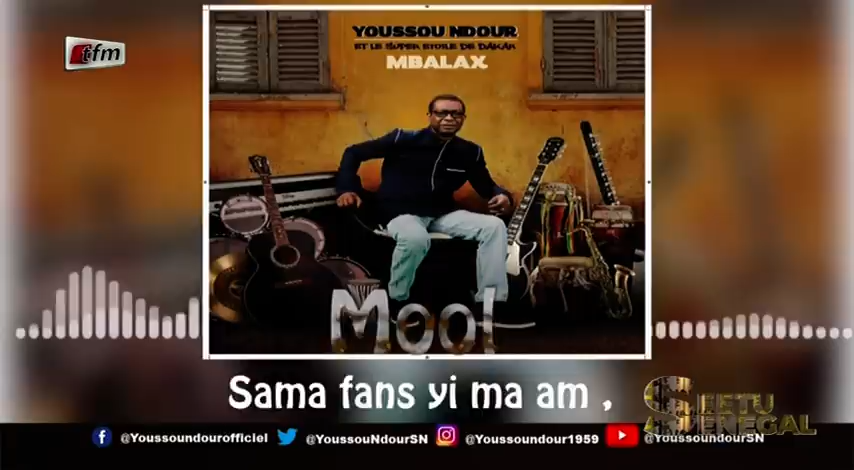 tfm
YOUSSOU NDOUR
ET LE SUPER ETOILE DE DAKAR
MBALAX
Mool
Sama fans yi ma am ,
SEETU
SENEGAL
@Youssoundourofficiel @YoussouNdourSN @Youssoundour1959 @YoussoundourSN